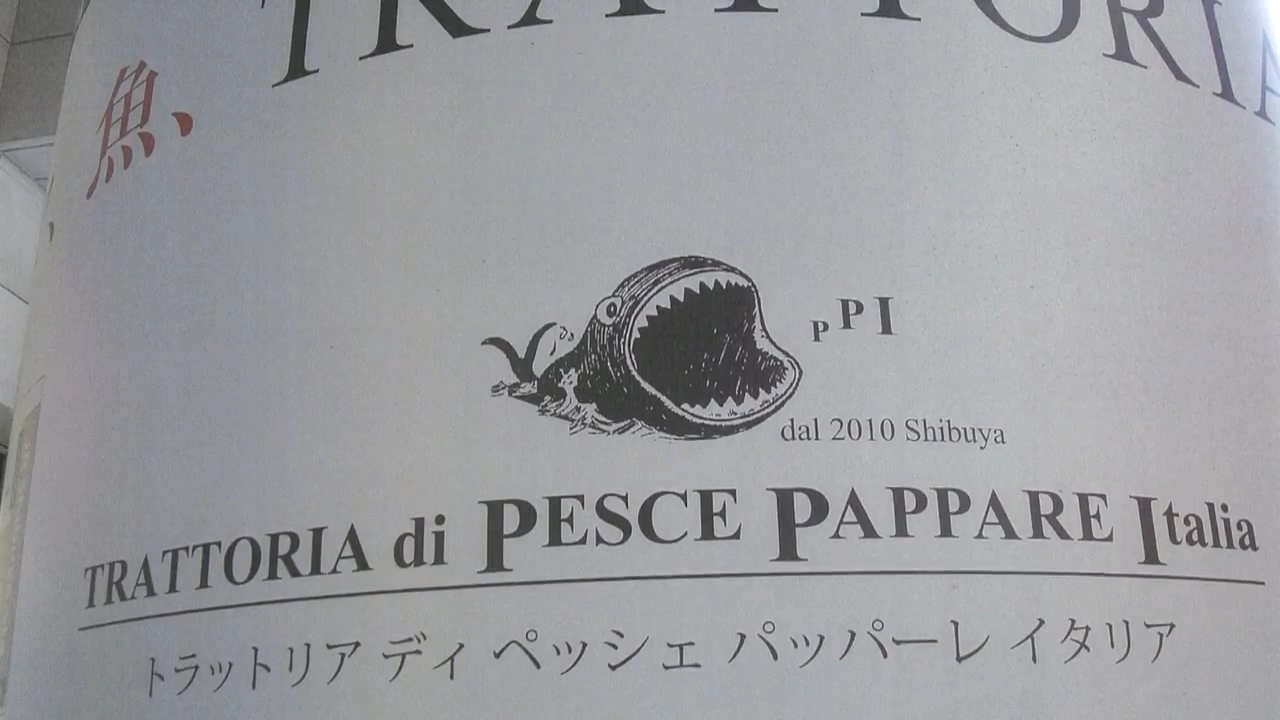 TRATTORIA
魚、
PPI
dal 2010 Shibuya
TRATTORIA di PESCE PAPPARE Italia
トラットリア ディ ペッシェ パッパーレ イタリア